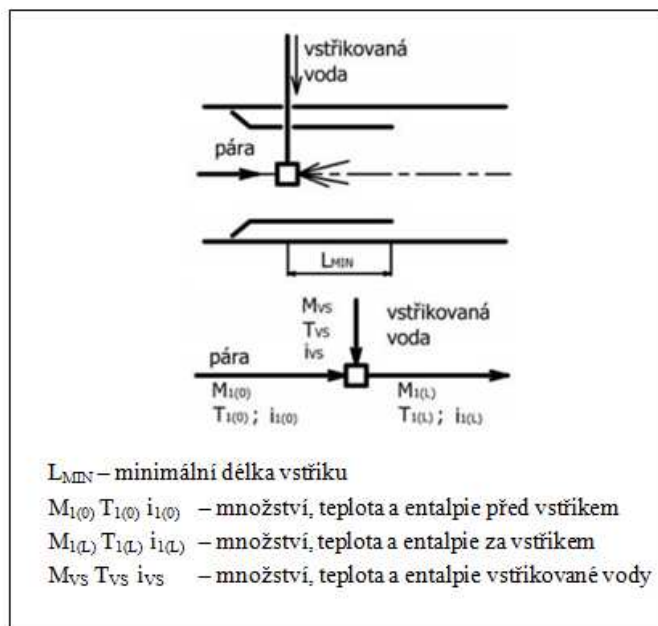 vstřikovaná
voda
pára
LMIN
MVS
TVS
iVS
vstřikovaná
voda
pára
M1(0)
T1(0) ; i1(0)
M1(L)
T1(L) ; i1(L)
LMIN – minimální délka vstřiku
M1(0) T1(0) i1(0) – množství, teplota a entalpie před vstřikem
M1(L) T1(L) i1(L) – množství, teplota a entalpie za vstřikem
MVS TVS iVS – množství, teplota a entalpie vstřikované vody